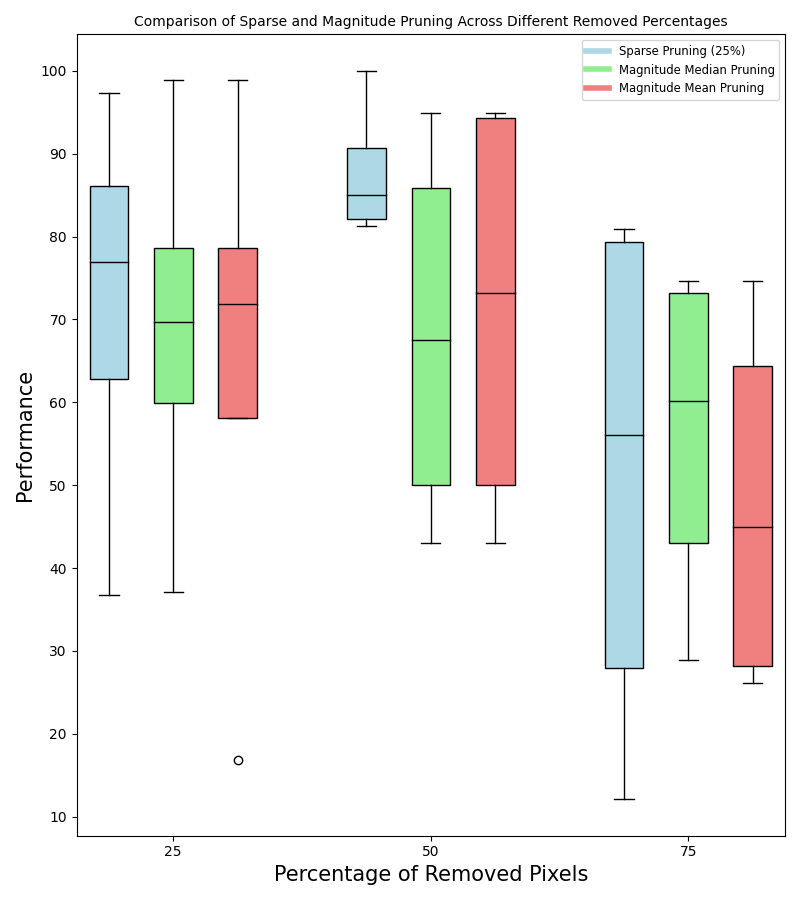 Comparison of Sparse and Magnitude Pruning Across Different Removed Percentages
Sparse Pruning (25%)
Magnitude Median Pruning
Magnitude Mean Pruning
100
90
80
70
60
50
40
30
20
10
Performance
25
50
75
Percentage of Removed Pixels